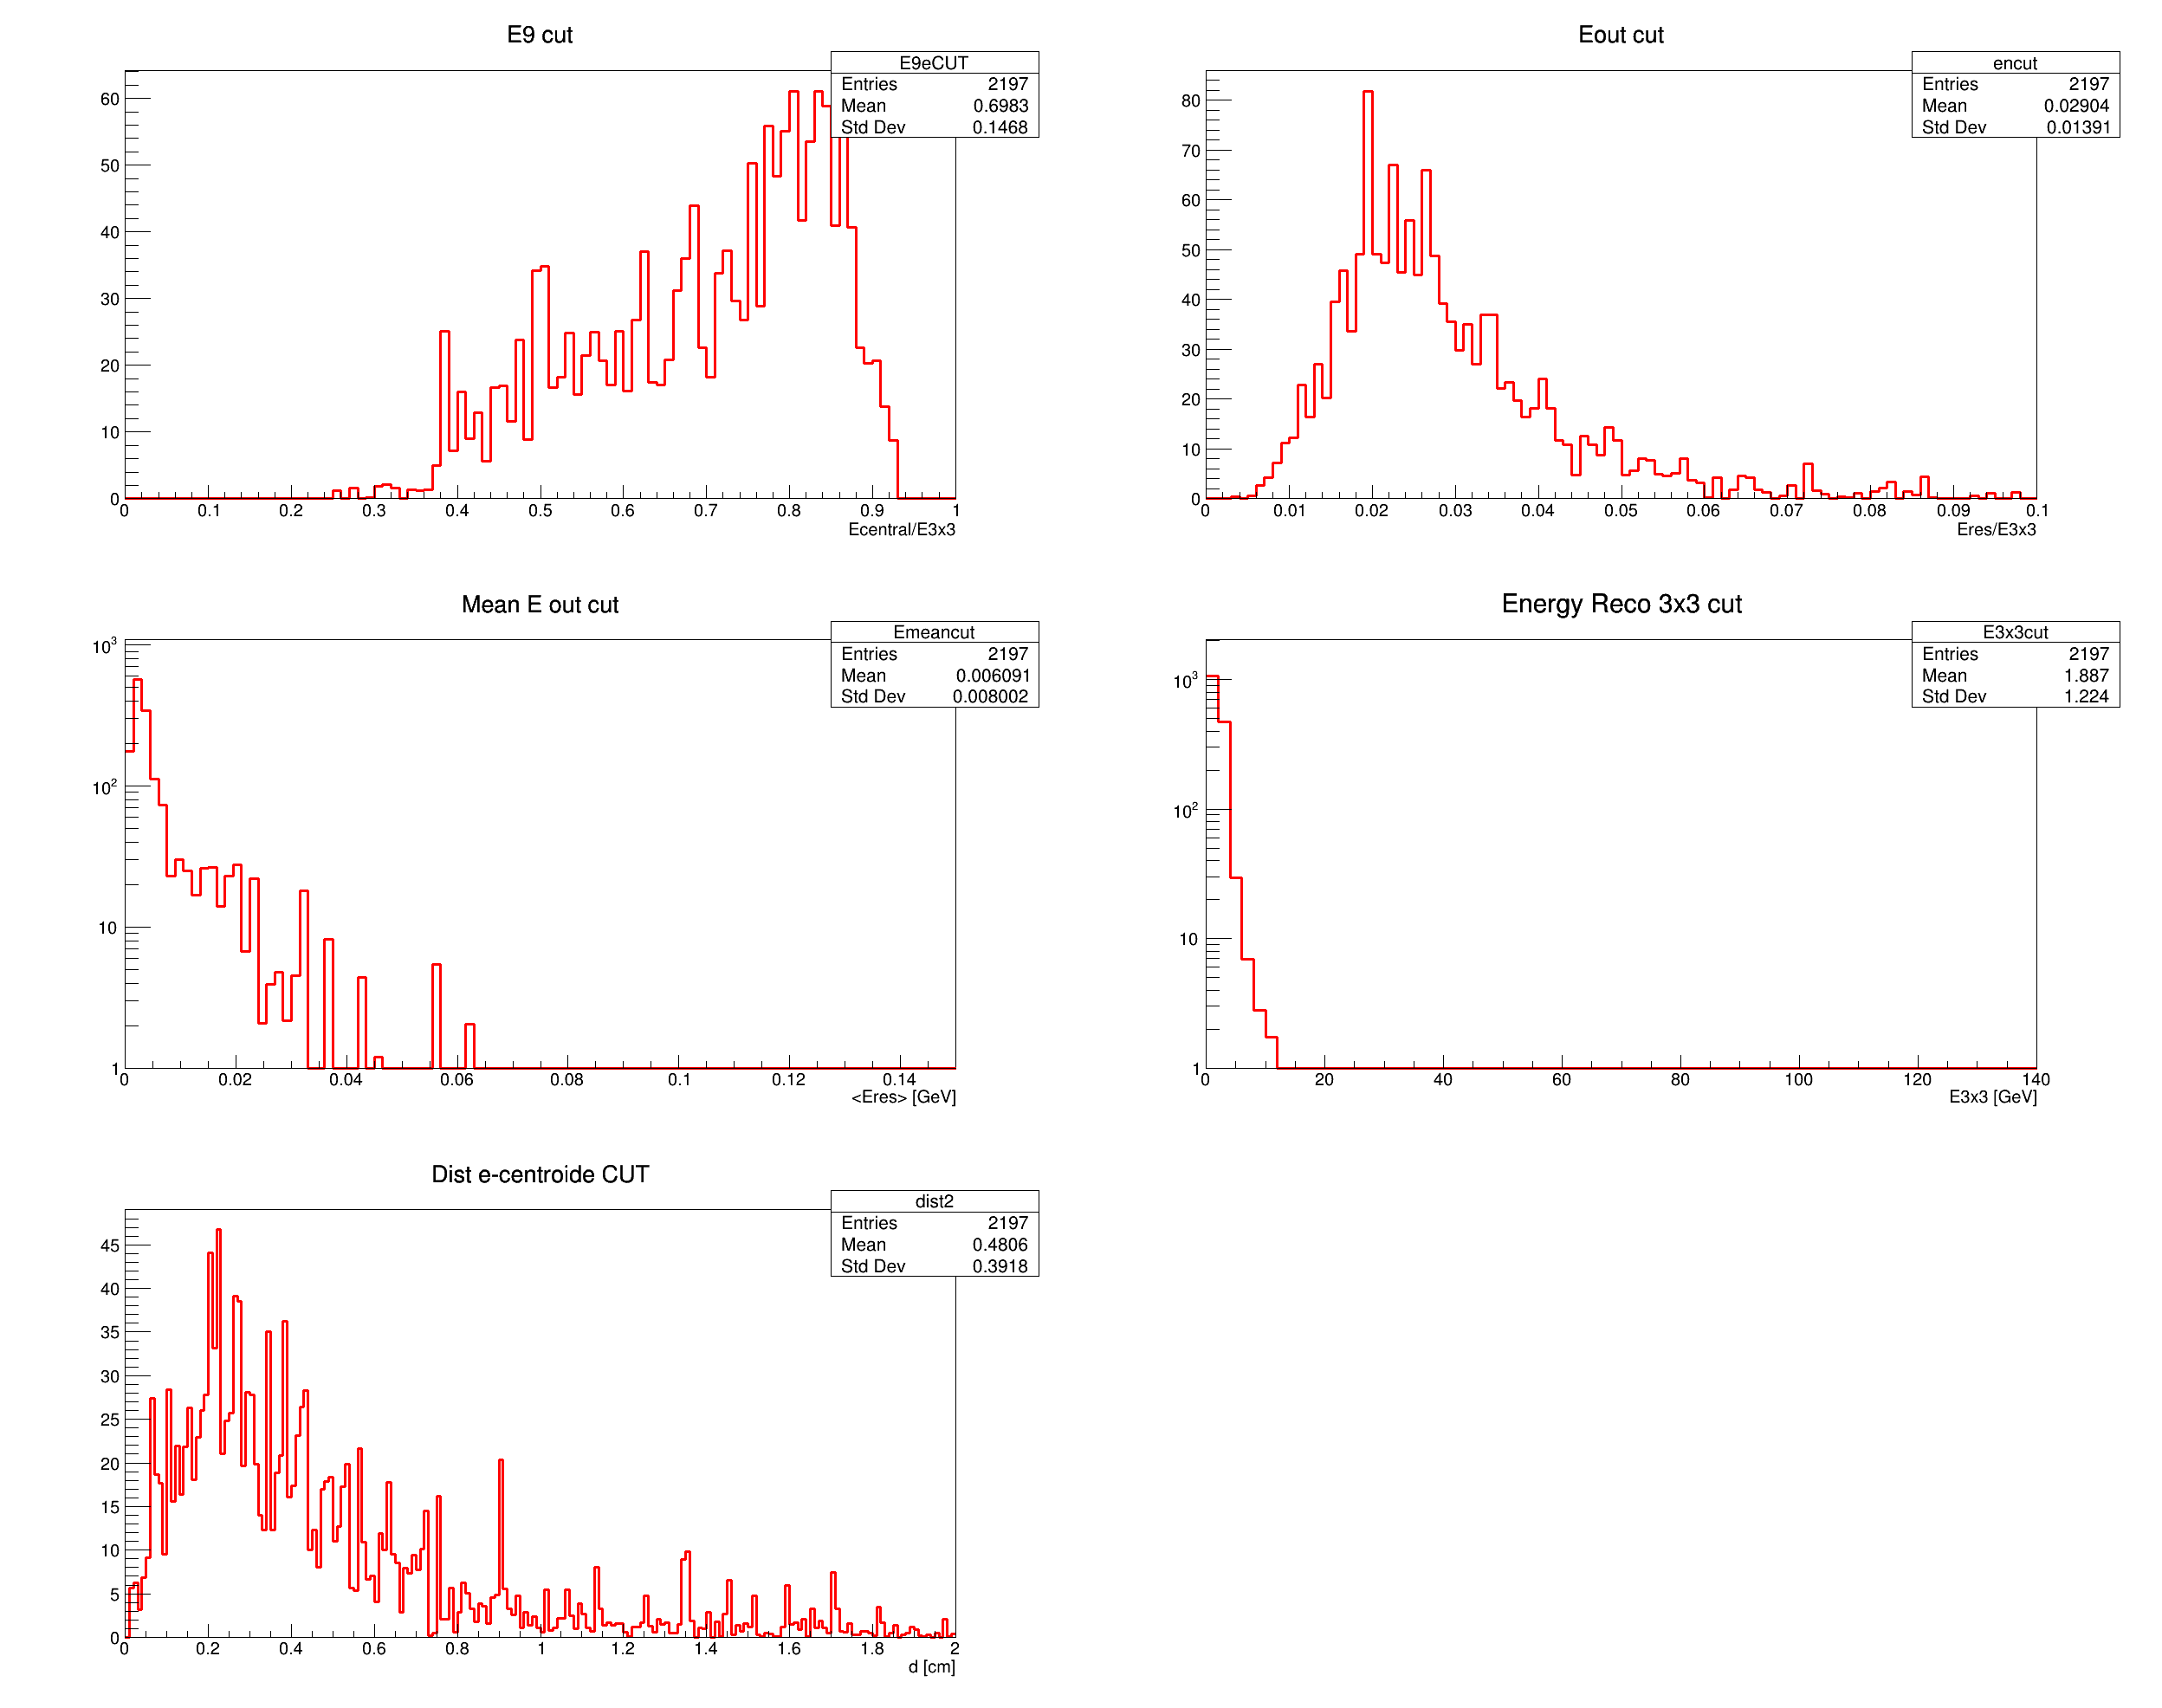 E9 cut
E9eCUT
Entries 2197
Mean 0.6983
Std Dev 0.1468
60
50
40
30
20
10
0
0 0.1 0.2 0.3 0.4 0.5 0.6 0.7 0.8 0.9 1
Ecentral/E3x3
Eout cut
encut
Entries 2197
Mean 0.02904
Std Dev 0.01391
80
70
60
50
40
30
20
10
0
0 0.01 0.02 0.03 0.04 0.05 0.06 0.07 0.08 0.09 0.1
Eres/E3x3
Mean E out cut
Emeancut
Entries 2197
Mean 0.006091
Std Dev 0.008002
10³
10²
10
1
0 0.02 0.04 0.06 0.08 0.1 0.12 0.14
<Eres> [GeV]
Energy Reco 3x3 cut
E3x3cut
Entries 2197
Mean 1.887
Std Dev 1.224
10³
10²
10
1
0 20 40 60 80 100 120 140
E3x3 [GeV]
Dist e-centroide CUT
dist2
Entries 2197
Mean 0.4806
Std Dev 0.3918
45
40
35
30
25
20
15
10
5
0
0 0.2 0.4 0.6 0.8 1 1.2 1.4 1.6 1.8 2
d [cm]